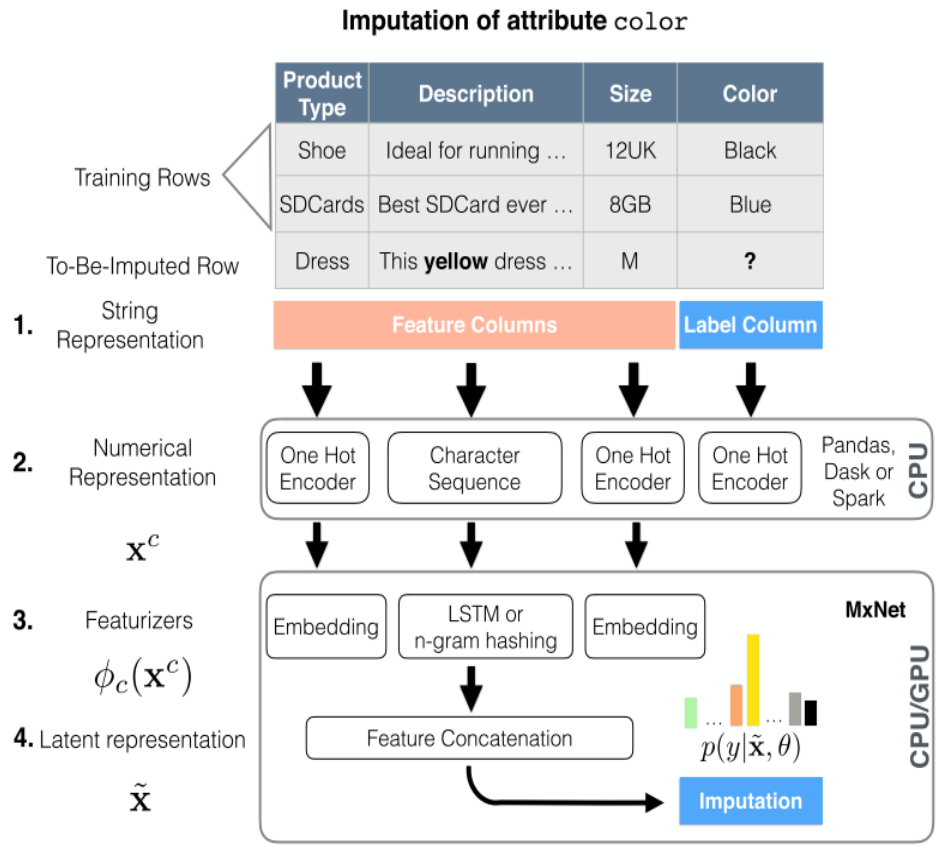 Imputation of attribute color
Product Type
Description
Size
Color
Training Rows
Shoe
Ideal for running ...
12UK
Black
SDCards
Best SDCard ever ...
8GB
Blue
To-Be-Imputed Row
Dress
This yellow dress ...
M
?
1.
String
Representation
Feature Columns
Label Column
2.
Numerical
Representation
x^c
One Hot
Encoder
Character
Sequence
One Hot
Encoder
One Hot
Encoder
Pandas,
Dask or
Spark
CPU
3.
Featurizers
ϕ_c(x^c)
Embedding
LSTM or
n-gram hashing
Embedding
MxNet
CPU/GPU
... ...
p(y|x̃, θ)
4. Latent representation
x̃
Feature Concatenation
Imputation